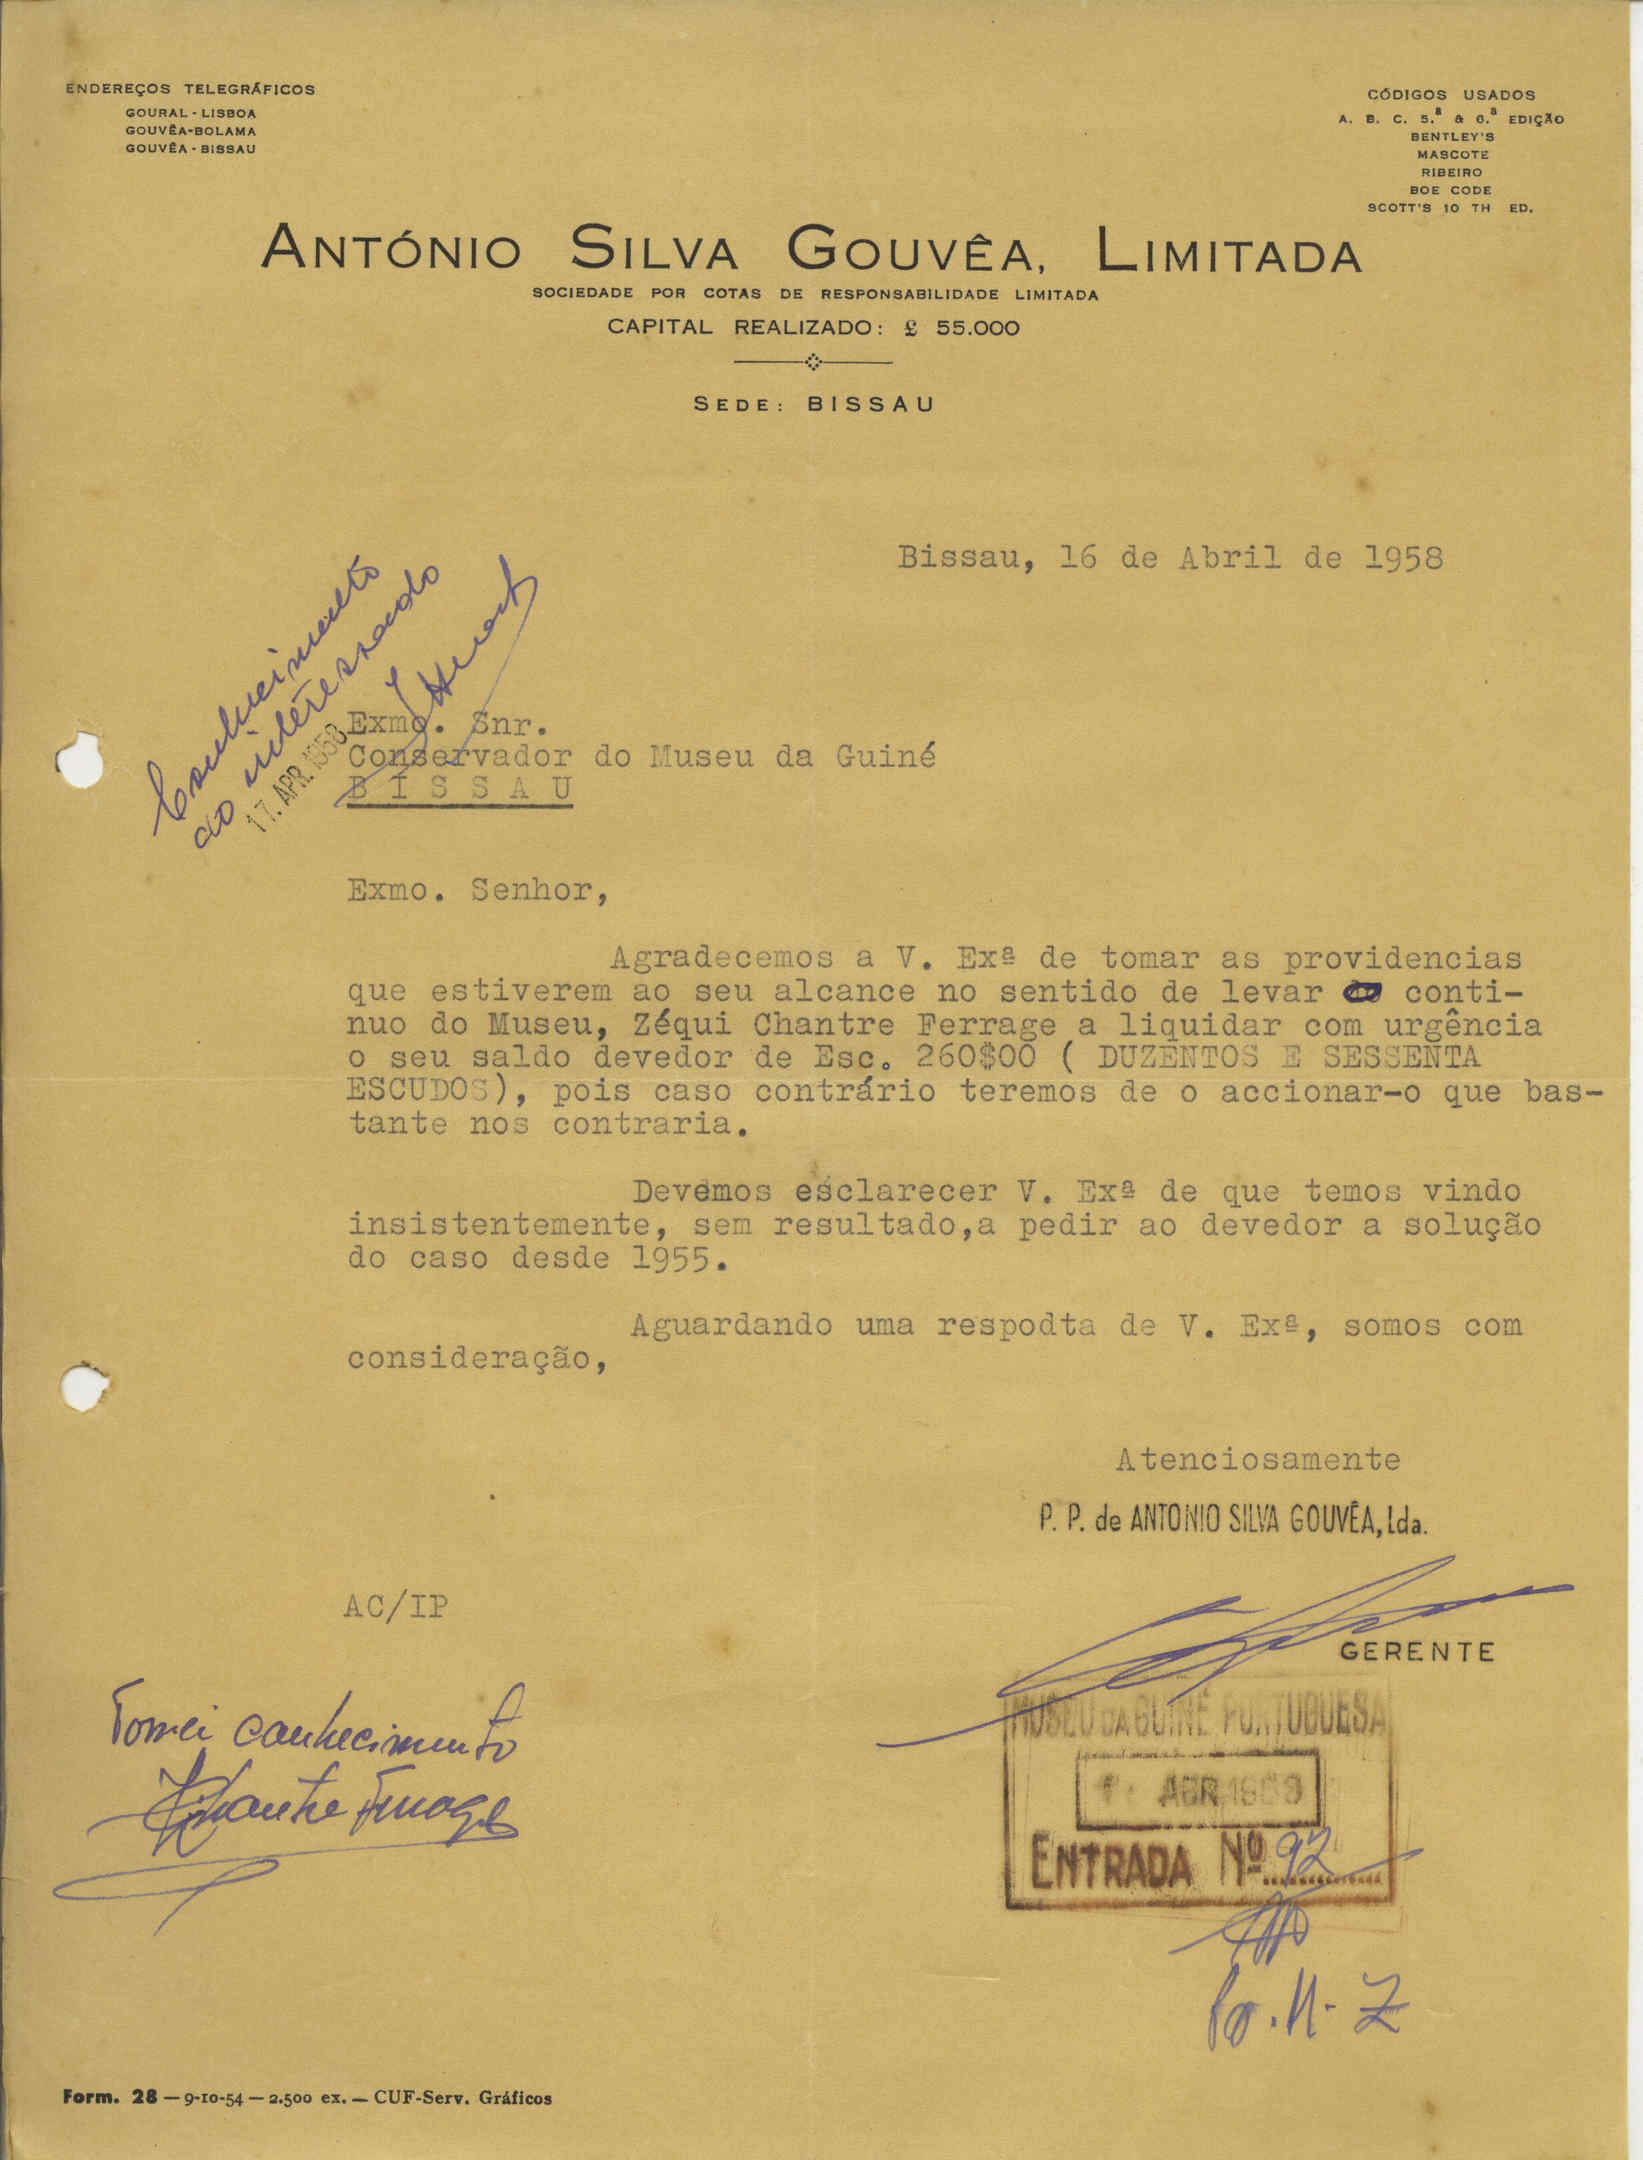 ENDEREÇOS TELEGRÁFICOS
GOURAL - LISBOA
GOUVÊA-BOLAMA
GOUVÊA - BISSAU
CÓDIGOS USADOS
A. B. C. 5.ª & 6.ª EDIÇÃO
BENTLEY'S
MASCOTE
RIBEIRO
BOE CODE
SCOTT'S 10 TH ED.
ANTÓNIO SILVA GOUVÊA, LIMITADA
SOCIEDADE POR COTAS DE RESPONSABILIDADE LIMITADA
CAPITAL REALIZADO: £ 55.000
SEDE: BISSAU
Bissau, 16 de Abril de 1958
Conhecimento
ao interessado
17. APR. 1958
Exmo. Snr.
Conservador do Museu da Guiné
B I S S A U
Exmo. Senhor,
Agradecemos a V. Exª de tomar as providencias
que estiverem ao seu alcance no sentido de levar conti-
nuo do Museu, Zéqui Chantre Ferrage a liquidar com urgência
o seu saldo devedor de Esc. 260$00 ( DUZENTOS E SESSENTA
ESCUDOS), pois caso contrário teremos de o accionar-o que bas-
tante nos contraria.
Devemos esclarecer V. Exª de que temos vindo
insistentemente, sem resultado,a pedir ao devedor a solução
do caso desde 1955.
Aguardando uma respodta de V. Exª, somos com
consideração,
Atenciosamente
P. P. de ANTONIO SILVA GOUVÊA, Lda.
AC/IP
GERENTE
Tomei conhecimento
Chantre Ferrage
MUSEU DA GUINÉ PORTUGUESA
ABR. 1958
ENTRADA Nº 92
Form. 28 — 9-10-54 — 2.500 ex. — CUF-Serv. Gráficos